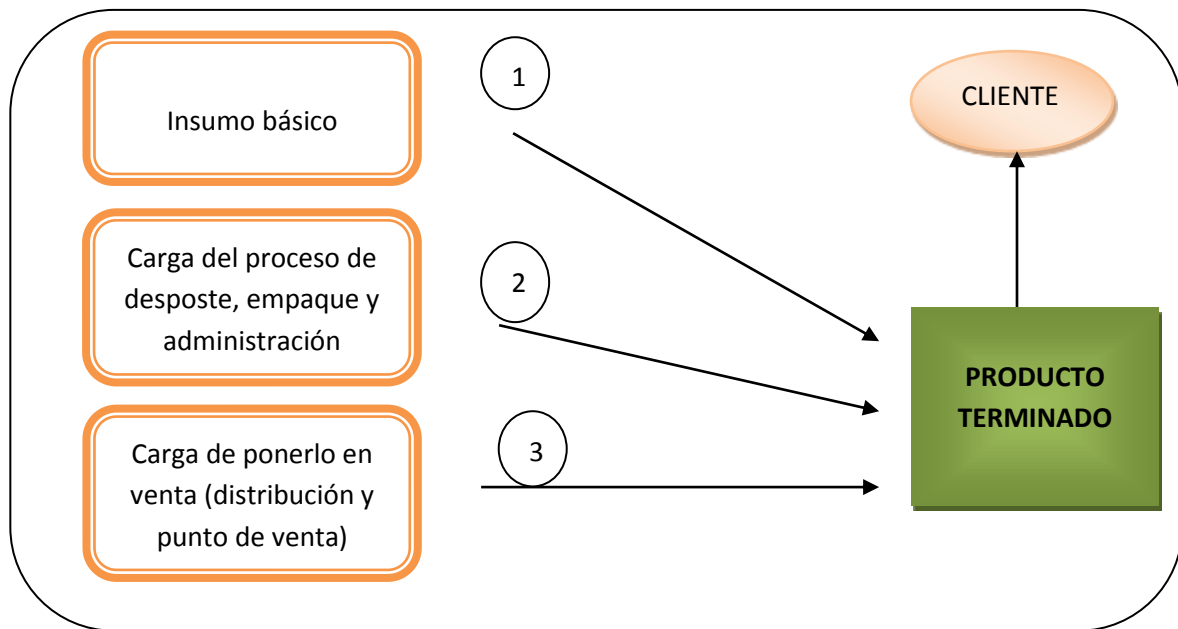 Insumo básico
1
CLIENTE
Carga del proceso de
desposte, empaque y
administración
2
PRODUCTO
TERMINADO
Carga de ponerlo en
venta (distribución y
punto de venta)
3